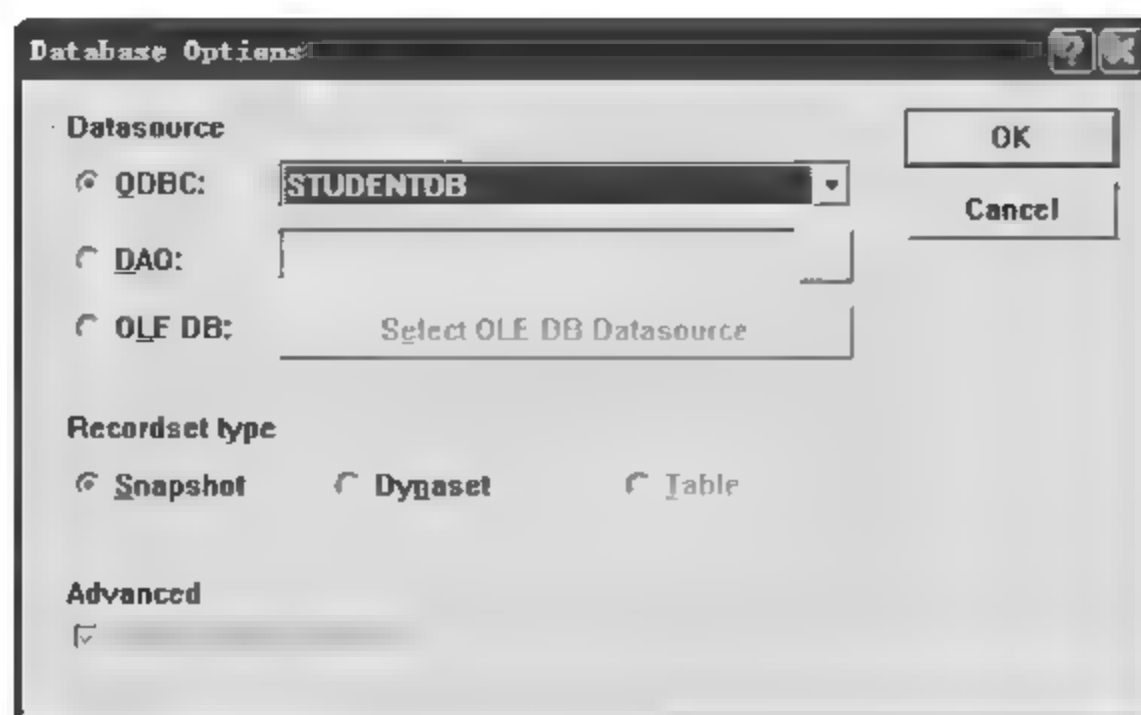 Database Options
Datasource
ODBC:
STUDENTDB
OK
Cancel
DAO:
...
OLE DB:
Select OLE DB Datasource
Recordset type
Snapshot
Dynaset
Table
Advanced